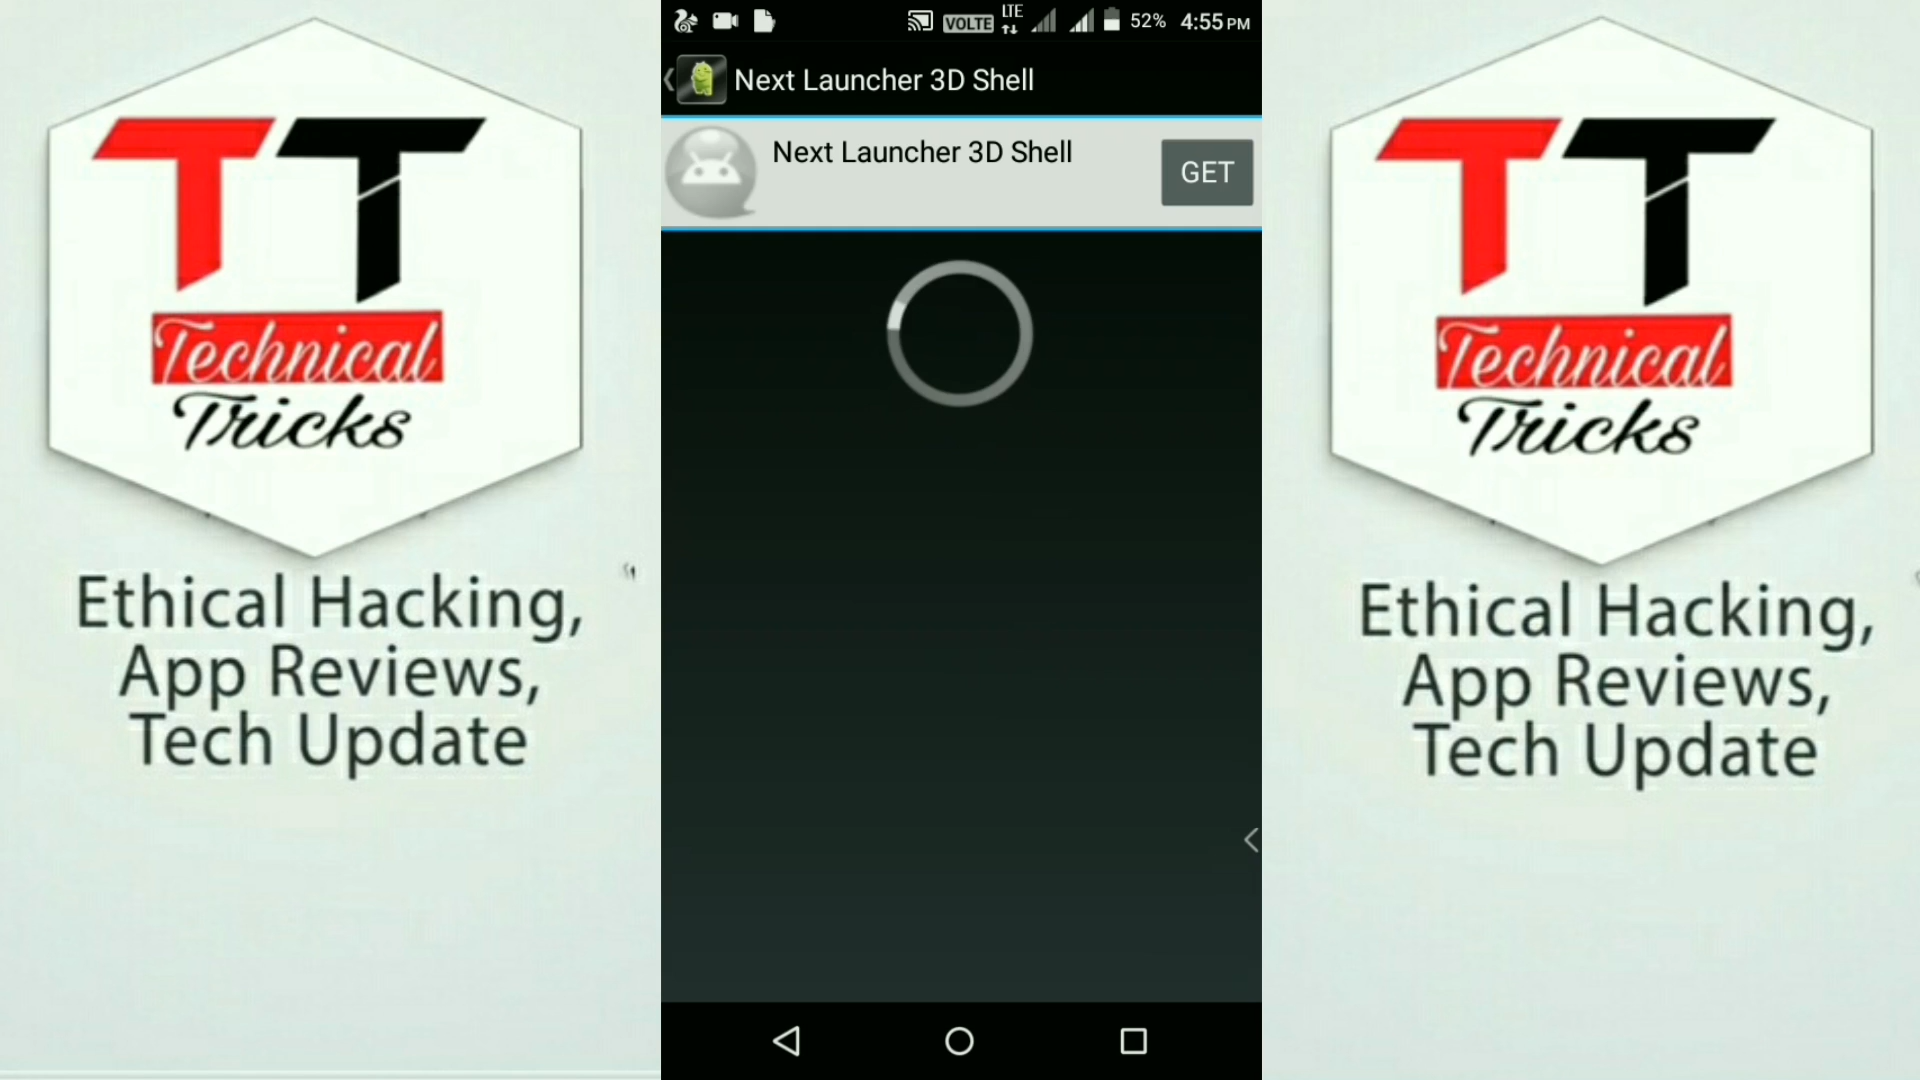 TT
Technical
Tricks
Ethical Hacking,
App Reviews,
Tech Update
VOLTE LTE 52% 4:55 PM
Next Launcher 3D Shell
Next Launcher 3D Shell
GET
TT
Technical
Tricks
Ethical Hacking,
App Reviews,
Tech Update